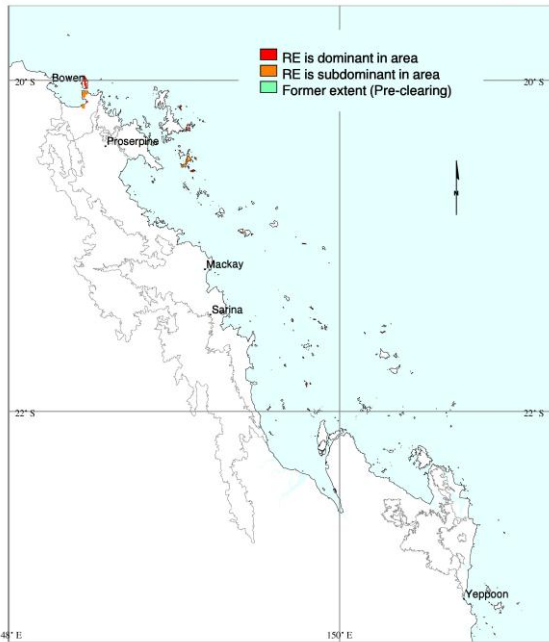 RE is dominant in area
RE is subdominant in area
Former extent (Pre-clearing)
20° S
20° S
Bowen
Proserpine
N
Mackay
Sarina
22° S
22° S
Yeppoon
48° E
150° E